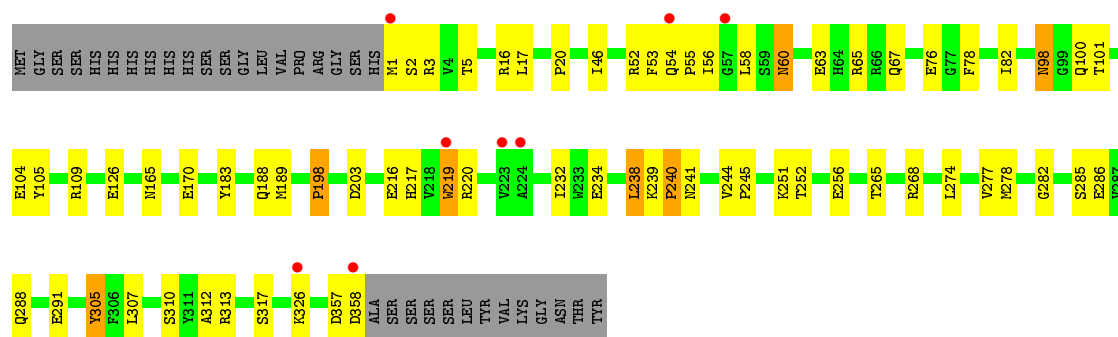 MET GLY SER SER HIS HIS HIS HIS HIS HIS SER SER GLY LEU VAL PRO ARG GLY SER HIS M1 S2 R3 V4 T5 R16 L17 P20 I46 R52 F53 Q54 P55 I56 G57 L58 S59 N60 E63 H64 R65 R66 Q67 E76 G77 F78 I82 N98 G99 Q100 T101
E104 Y105 R109 E126 N165 E170 Y183 Q188 M189 P198 D203 E216 H217 V218 W219 R220 V223 A224 I232 W233 E234 L238 K239 P240 N241 V244 P245 K251 T252 E256 T265 R268 L274 V277 M278 G282 S285 E286 V287
Q288 E291 Y305 F306 L307 S310 Y311 A312 R313 S317 K326 D357 D358 ALA SER SER SER SER LEU TYR VAL LYS GLY ASN THR TYR